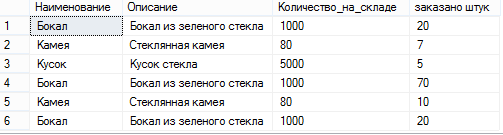 Наименование Описание Количество_на_складе заказано штук
1 Бокал Бокал из зеленого стекла 1000 20
2 Камея Стеклянная камея 80 7
3 Кусок Кусок стекла 5000 5
4 Бокал Бокал из зеленого стекла 1000 70
5 Камея Стеклянная камея 80 10
6 Бокал Бокал из зеленого стекла 1000 20